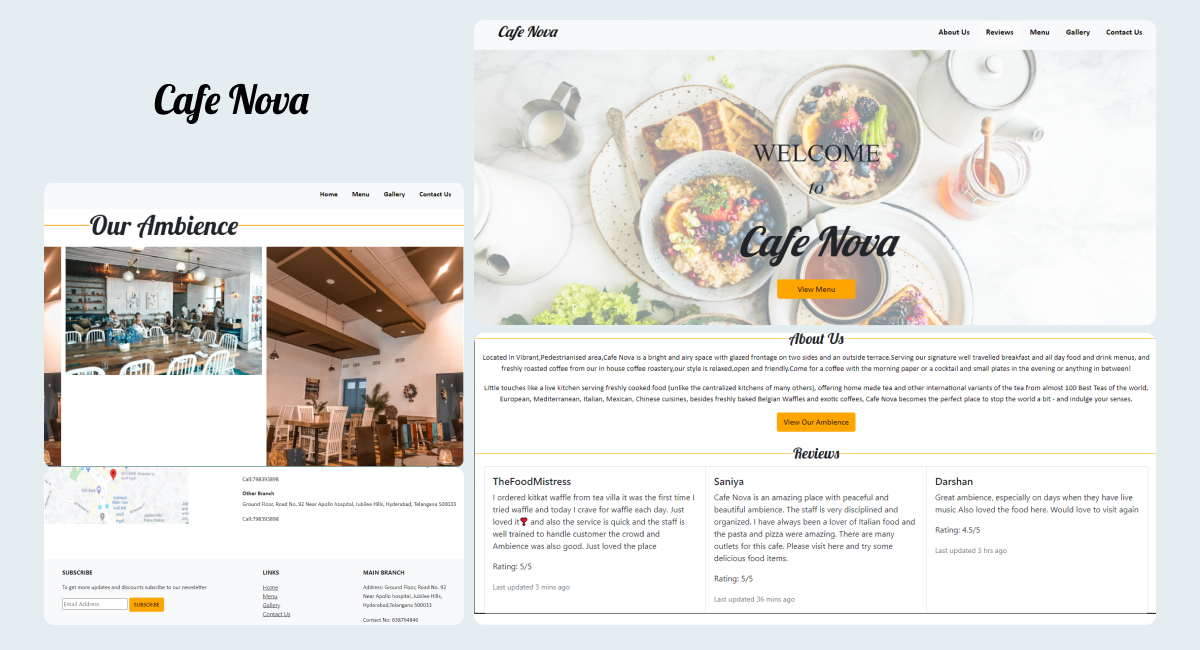 Cafe Nova
Home Menu Gallery Contact Us
Our Ambience
Call:798393898
Other Branch
Ground Floor, Road No. 92 Near Apollo hospital, Jubilee Hills, Hyderabad, Telangana 500033
Call:798393898
SUBSCRIBE
To get more updates and discounts subscribe to our newsletter
Email Address SUBSCRIBE
LINKS
Home
Menu
Gallery
Contact Us
MAIN BRANCH
Address: Ground Floor, Road No. 92
Near Apollo hospital, Jubilee Hills,
Hyderabad,Telangana 500033
Contact No: 638764846
Cafe Nova
About Us Reviews Menu Gallery Contact Us
WELCOME
to
Cafe Nova
View Menu
About Us
Located in Vibrant,Pedestrianised area,Cafe Nova is a bright and airy space with glazed frontage on two sides and an outside terrace.Serving our signature well travelled breakfast and all day food and drink menus, and
freshly roasted coffee from our in house coffee roastery,our style is relaxed,open and friendly.Come for a coffee with the morning paper or a cocktail and small plates in the evening or anything in between!
Little touches like a live kitchen serving freshly cooked food (unlike the centralized kitchens of many others), offering home made tea and other international variants of the tea from almost 100 Best Teas of the world,
European, Mediterranean, Italian, Mexican, Chinese cuisines, besides freshly baked Belgian Waffles and exotic coffees, Cafe Nova becomes the perfect place to stop the world a bit - and indulge your senses.
View Our Ambience
Reviews
TheFoodMistress
I ordered kitkat waffle from tea villa it was the first time I
tried waffle and today I crave for waffle each day. Just
loved it❣ and also the service is quick and the staff is
well trained to handle customer the crowd and
Ambience was also good. Just loved the place
Rating: 5/5
Last updated 3 mins ago
Saniya
Cafe Nova is an amazing place with peaceful and
beautiful ambience. The staff is very disciplined and
organized. I have always been a lover of Italian food and
the pasta and pizza were amazing. There are many
outlets for this cafe. Please visit here and try some
delicious food items.
Rating: 5/5
Last updated 36 mins ago
Darshan
Great ambience, especially on days when they have live
music Also loved the food here. Would love to visit again
Rating: 4.5/5
Last updated 3 hrs ago